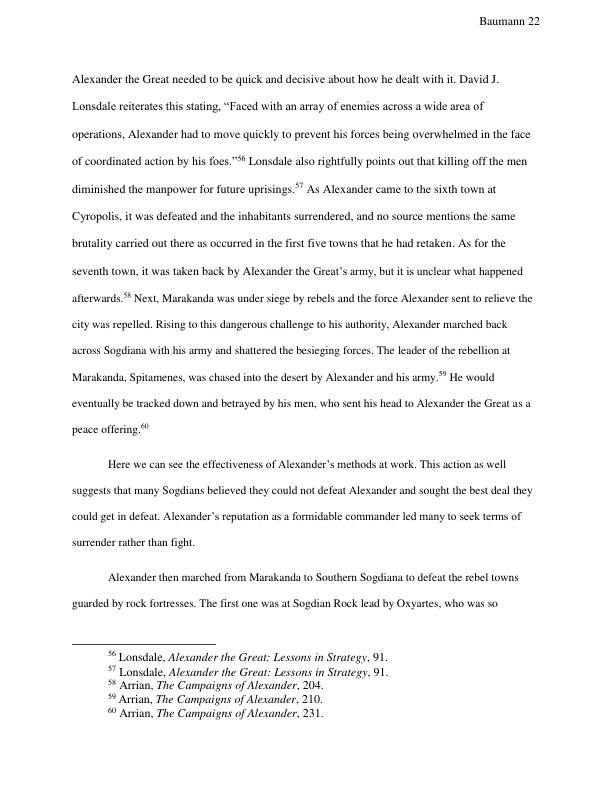 Baumann 22
Alexander the Great needed to be quick and decisive about how he dealt with it. David J.
Lonsdale reiterates this stating, “Faced with an array of enemies across a wide area of
operations, Alexander had to move quickly to prevent his forces being overwhelmed in the face
of coordinated action by his foes.”56 Lonsdale also rightfully points out that killing off the men
diminished the manpower for future uprisings.57 As Alexander came to the sixth town at
Cyropolis, it was defeated and the inhabitants surrendered, and no source mentions the same
brutality carried out there as occurred in the first five towns that he had retaken. As for the
seventh town, it was taken back by Alexander the Great’s army, but it is unclear what happened
afterwards.58 Next, Marakanda was under siege by rebels and the force Alexander sent to relieve the
city was repelled. Rising to this dangerous challenge to his authority, Alexander marched back
across Sogdiana with his army and shattered the besieging forces. The leader of the rebellion at
Marakanda, Spitamenes, was chased into the desert by Alexander and his army.59 He would
eventually be tracked down and betrayed by his men, who sent his head to Alexander the Great as a
peace offering.60
Here we can see the effectiveness of Alexander’s methods at work. This action as well
suggests that many Sogdians believed they could not defeat Alexander and sought the best deal they
could get in defeat. Alexander’s reputation as a formidable commander led many to seek terms of
surrender rather than fight.
Alexander then marched from Marakanda to Southern Sogdiana to defeat the rebel towns
guarded by rock fortresses. The first one was at Sogdian Rock lead by Oxyartes, who was so
56 Lonsdale, Alexander the Great: Lessons in Strategy, 91.
57 Lonsdale, Alexander the Great: Lessons in Strategy, 91.
58 Arrian, The Campaigns of Alexander, 204.
59 Arrian, The Campaigns of Alexander, 210.
60 Arrian, The Campaigns of Alexander, 231.